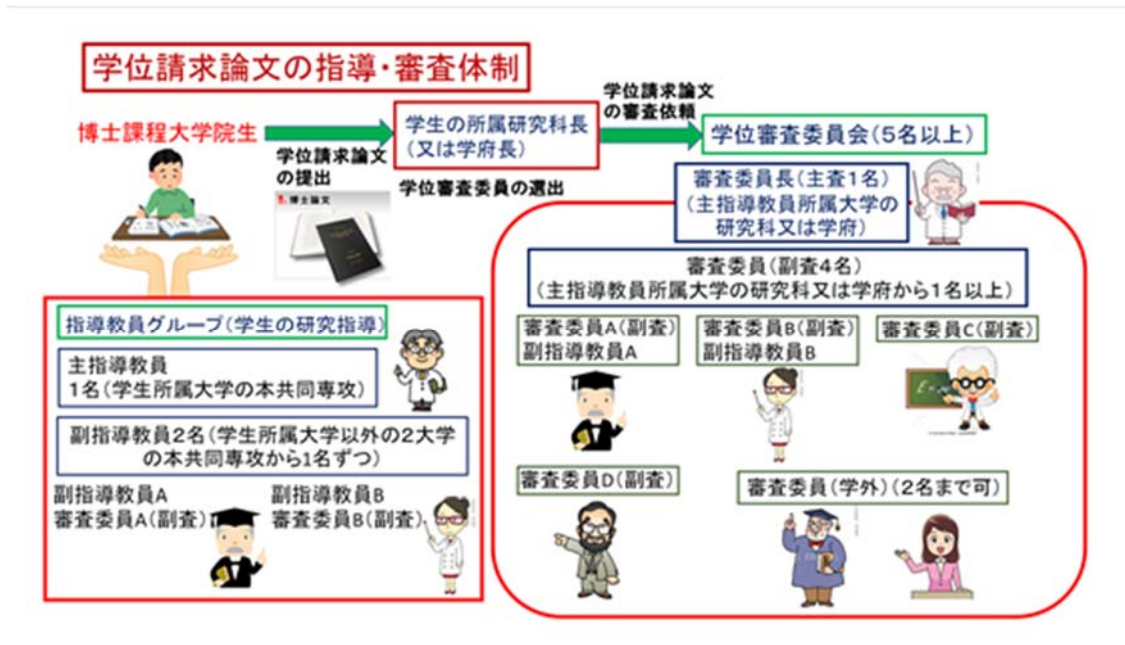 学位請求論文の指導・審査体制
博士課程大学院生
学位請求論文
の提出
博士論文
学生の所属研究科長
(又は学府長)
学位審査委員の選出
学位請求論文
の審査依頼
学位審査委員会(5名以上)
審査委員長(主査1名)
(主指導教員所属大学の
研究科又は学府)
審査委員(副査4名)
(主指導教員所属大学の研究科又は学府から1名以上)
審査委員A(副査)
副指導教員A
審査委員B(副査)
副指導教員B
審査委員C(副査)
審査委員D(副査)
審査委員(学外)(2名まで可)
指導教員グループ(学生の研究指導)
主指導教員
1名(学生所属大学の本共同専攻)
副指導教員2名(学生所属大学以外の2大学
の本共同専攻から1名ずつ)
副指導教員A
審査委員A(副査)
副指導教員B
審査委員B(副査)